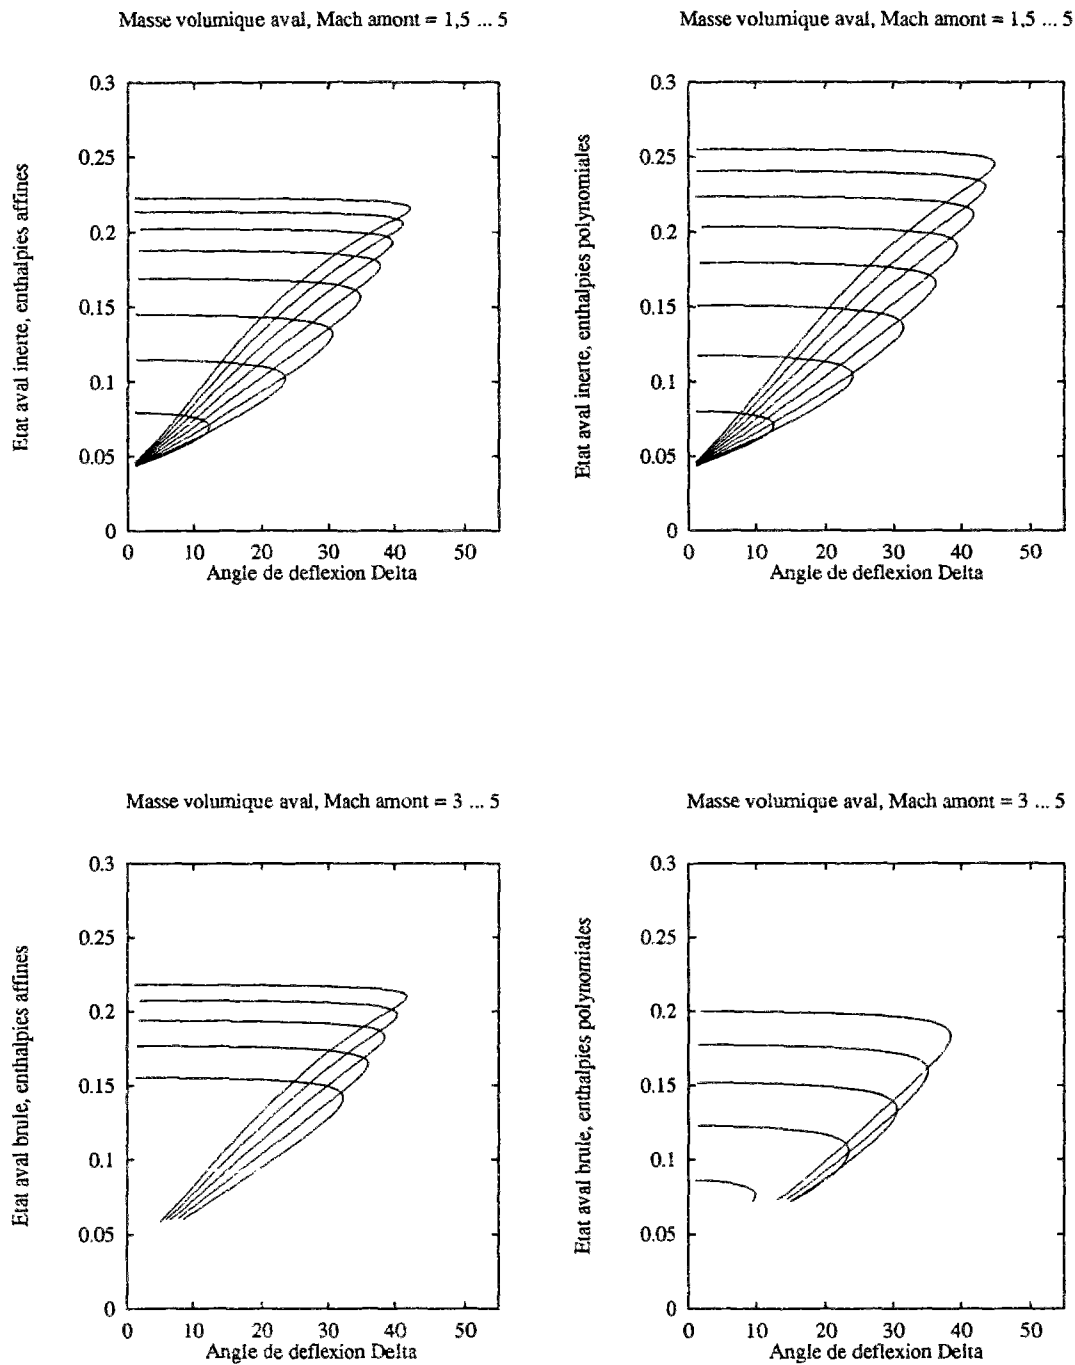 Masse volumique aval, Mach amont = 1,5 ... 5
Etat aval inerte, enthalpies affines
0.3
0.25
0.2
0.15
0.1
0.05
0
0 10 20 30 40 50
Angle de deflexion Delta
Masse volumique aval, Mach amont = 1,5 ... 5
Etat aval inerte, enthalpies polynomiales
0.3
0.25
0.2
0.15
0.1
0.05
0
0 10 20 30 40 50
Angle de deflexion Delta
Masse volumique aval, Mach amont = 3 ... 5
Etat aval brule, enthalpies affines
0.3
0.25
0.2
0.15
0.1
0.05
0
0 10 20 30 40 50
Angle de deflexion Delta
Masse volumique aval, Mach amont = 3 ... 5
Etat aval brule, enthalpies polynomiales
0.3
0.25
0.2
0.15
0.1
0.05
0
0 10 20 30 40 50
Angle de deflexion Delta